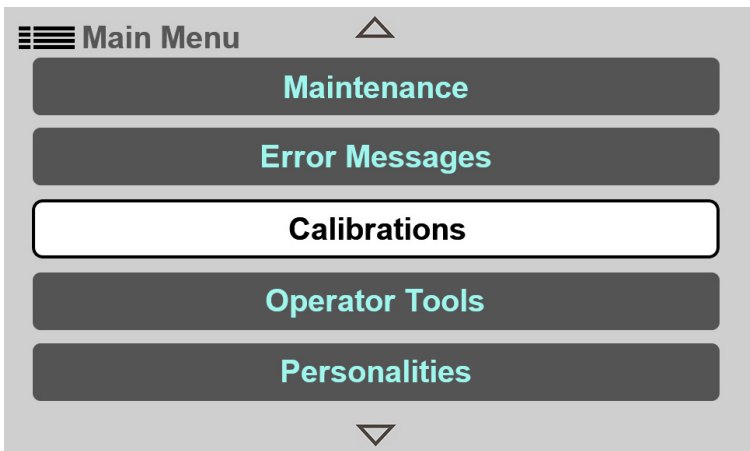 Main Menu
Maintenance
Error Messages
Calibrations
Operator Tools
Personalities